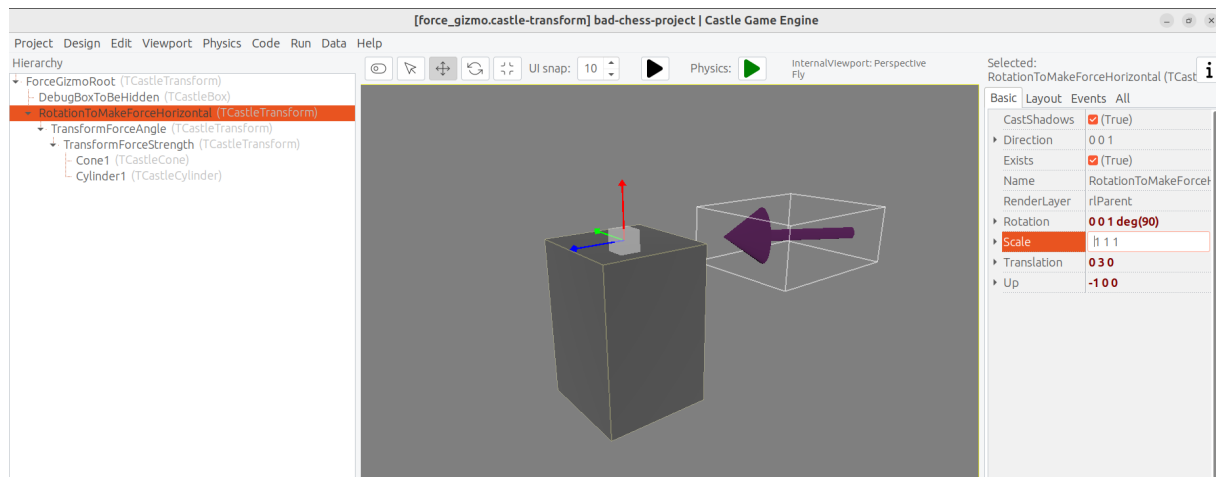 [force_gizmo.castle-transform] bad-chess-project | Castle Game Engine
Project Design Edit Viewport Physics Code Run Data Help
Hierarchy
ForceGizmoRoot (TCastleTransform)
DebugBoxToBeHidden (TCastleBox)
RotationToMakeForceHorizontal (TCastleTransform)
TransformForceAngle (TCastleTransform)
TransformForceStrength (TCastleTransform)
Cone1 (TCastleCone)
Cylinder1 (TCastleCylinder)
UI snap: 10 Physics:
InternalViewport: Perspective
Fly
Selected:
RotationToMakeForceHorizontal (TCast
i
Basic Layout Events All
CastShadows (True)
Direction 0 0 1
Exists (True)
Name RotationToMakeForceH
RenderLayer rlParent
Rotation 0 0 1 deg(90)
Scale 1 1 1
Translation 0 3 0
Up -1 0 0